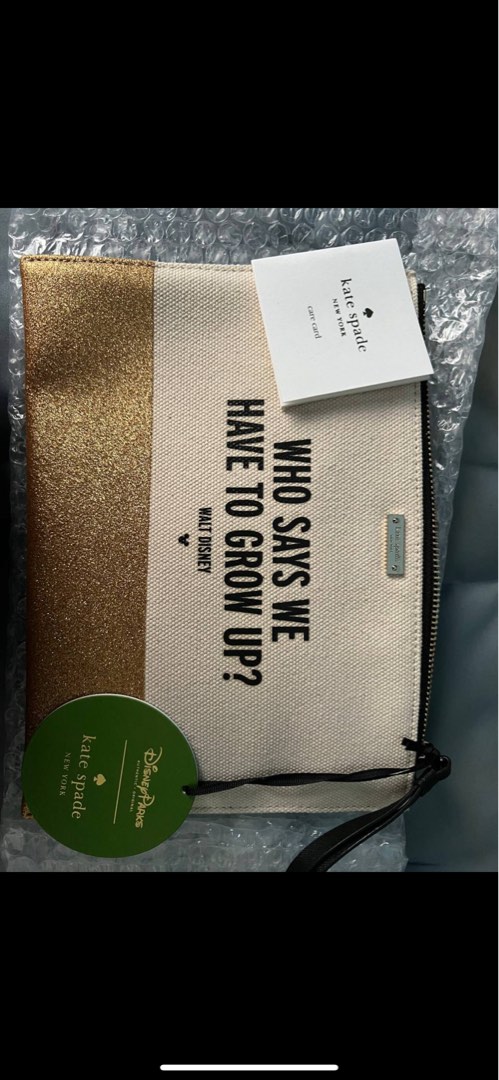 kate spade
NEW YORK
care card
WHO SAYS WE
HAVE TO GROW UP?
WALT DISNEY
Disney Parks
kate spade
NEW YORK